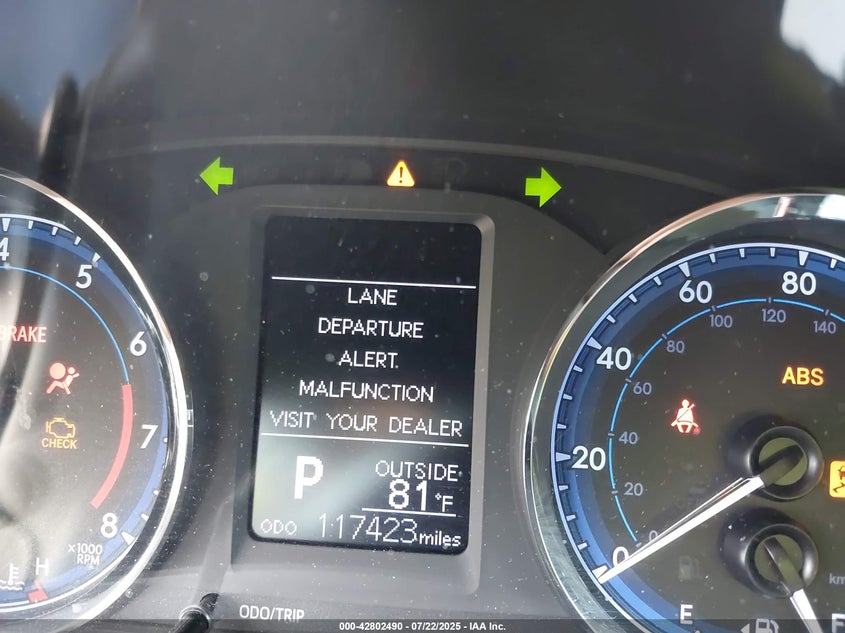 LANE
DEPARTURE
ALERT
MALFUNCTION
VISIT YOUR DEALER
P
OUTSIDE
81°F
ODO 117423 miles
ODO/TRIP
4
5
6
7
8
x1000
RPM
BRAKE
CHECK
H
0
20
40
60
80
0
20
40
60
80
100
120
140
ABS
E
F
000-42802490 - 07/22/2025 - IAA Inc.